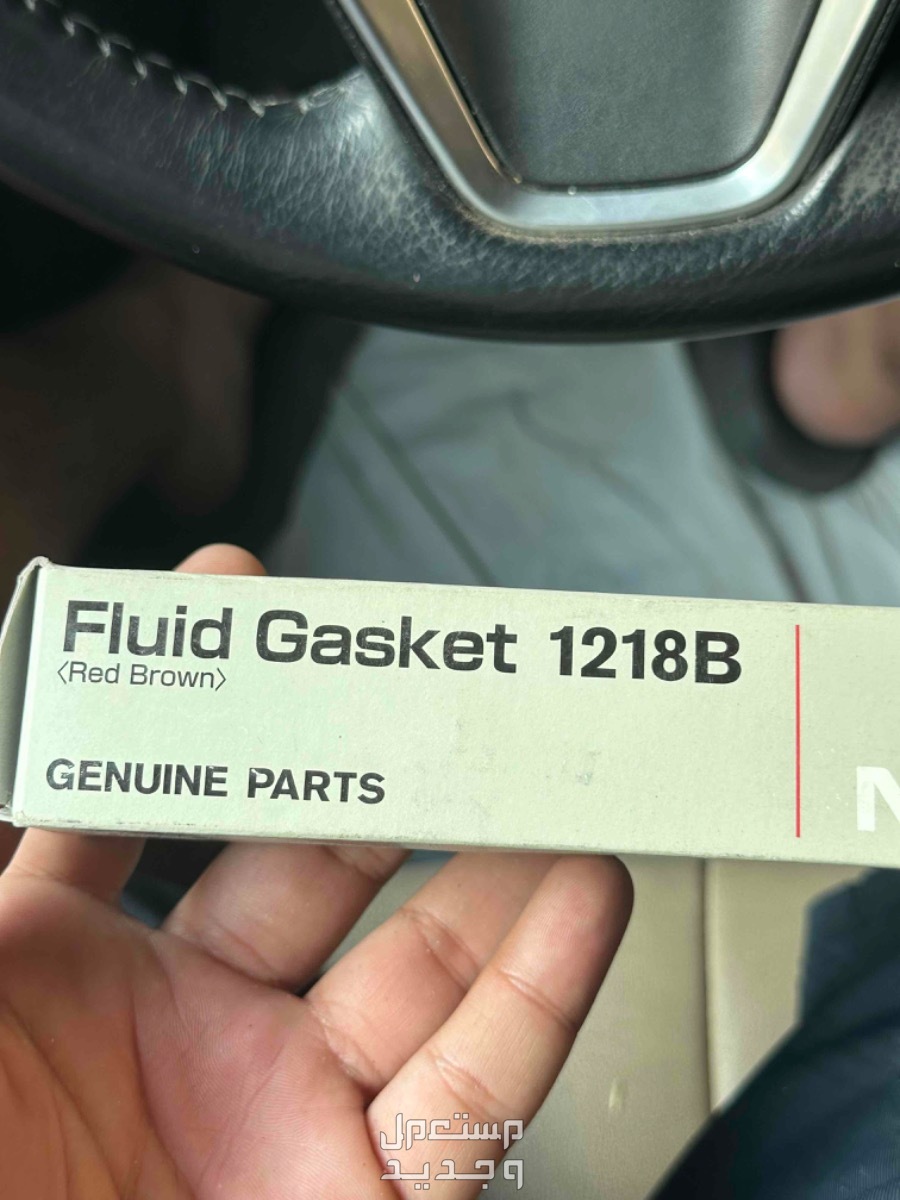 Fluid Gasket 1218B
<Red Brown>
GENUINE PARTS
N
مستعمل
وجديد